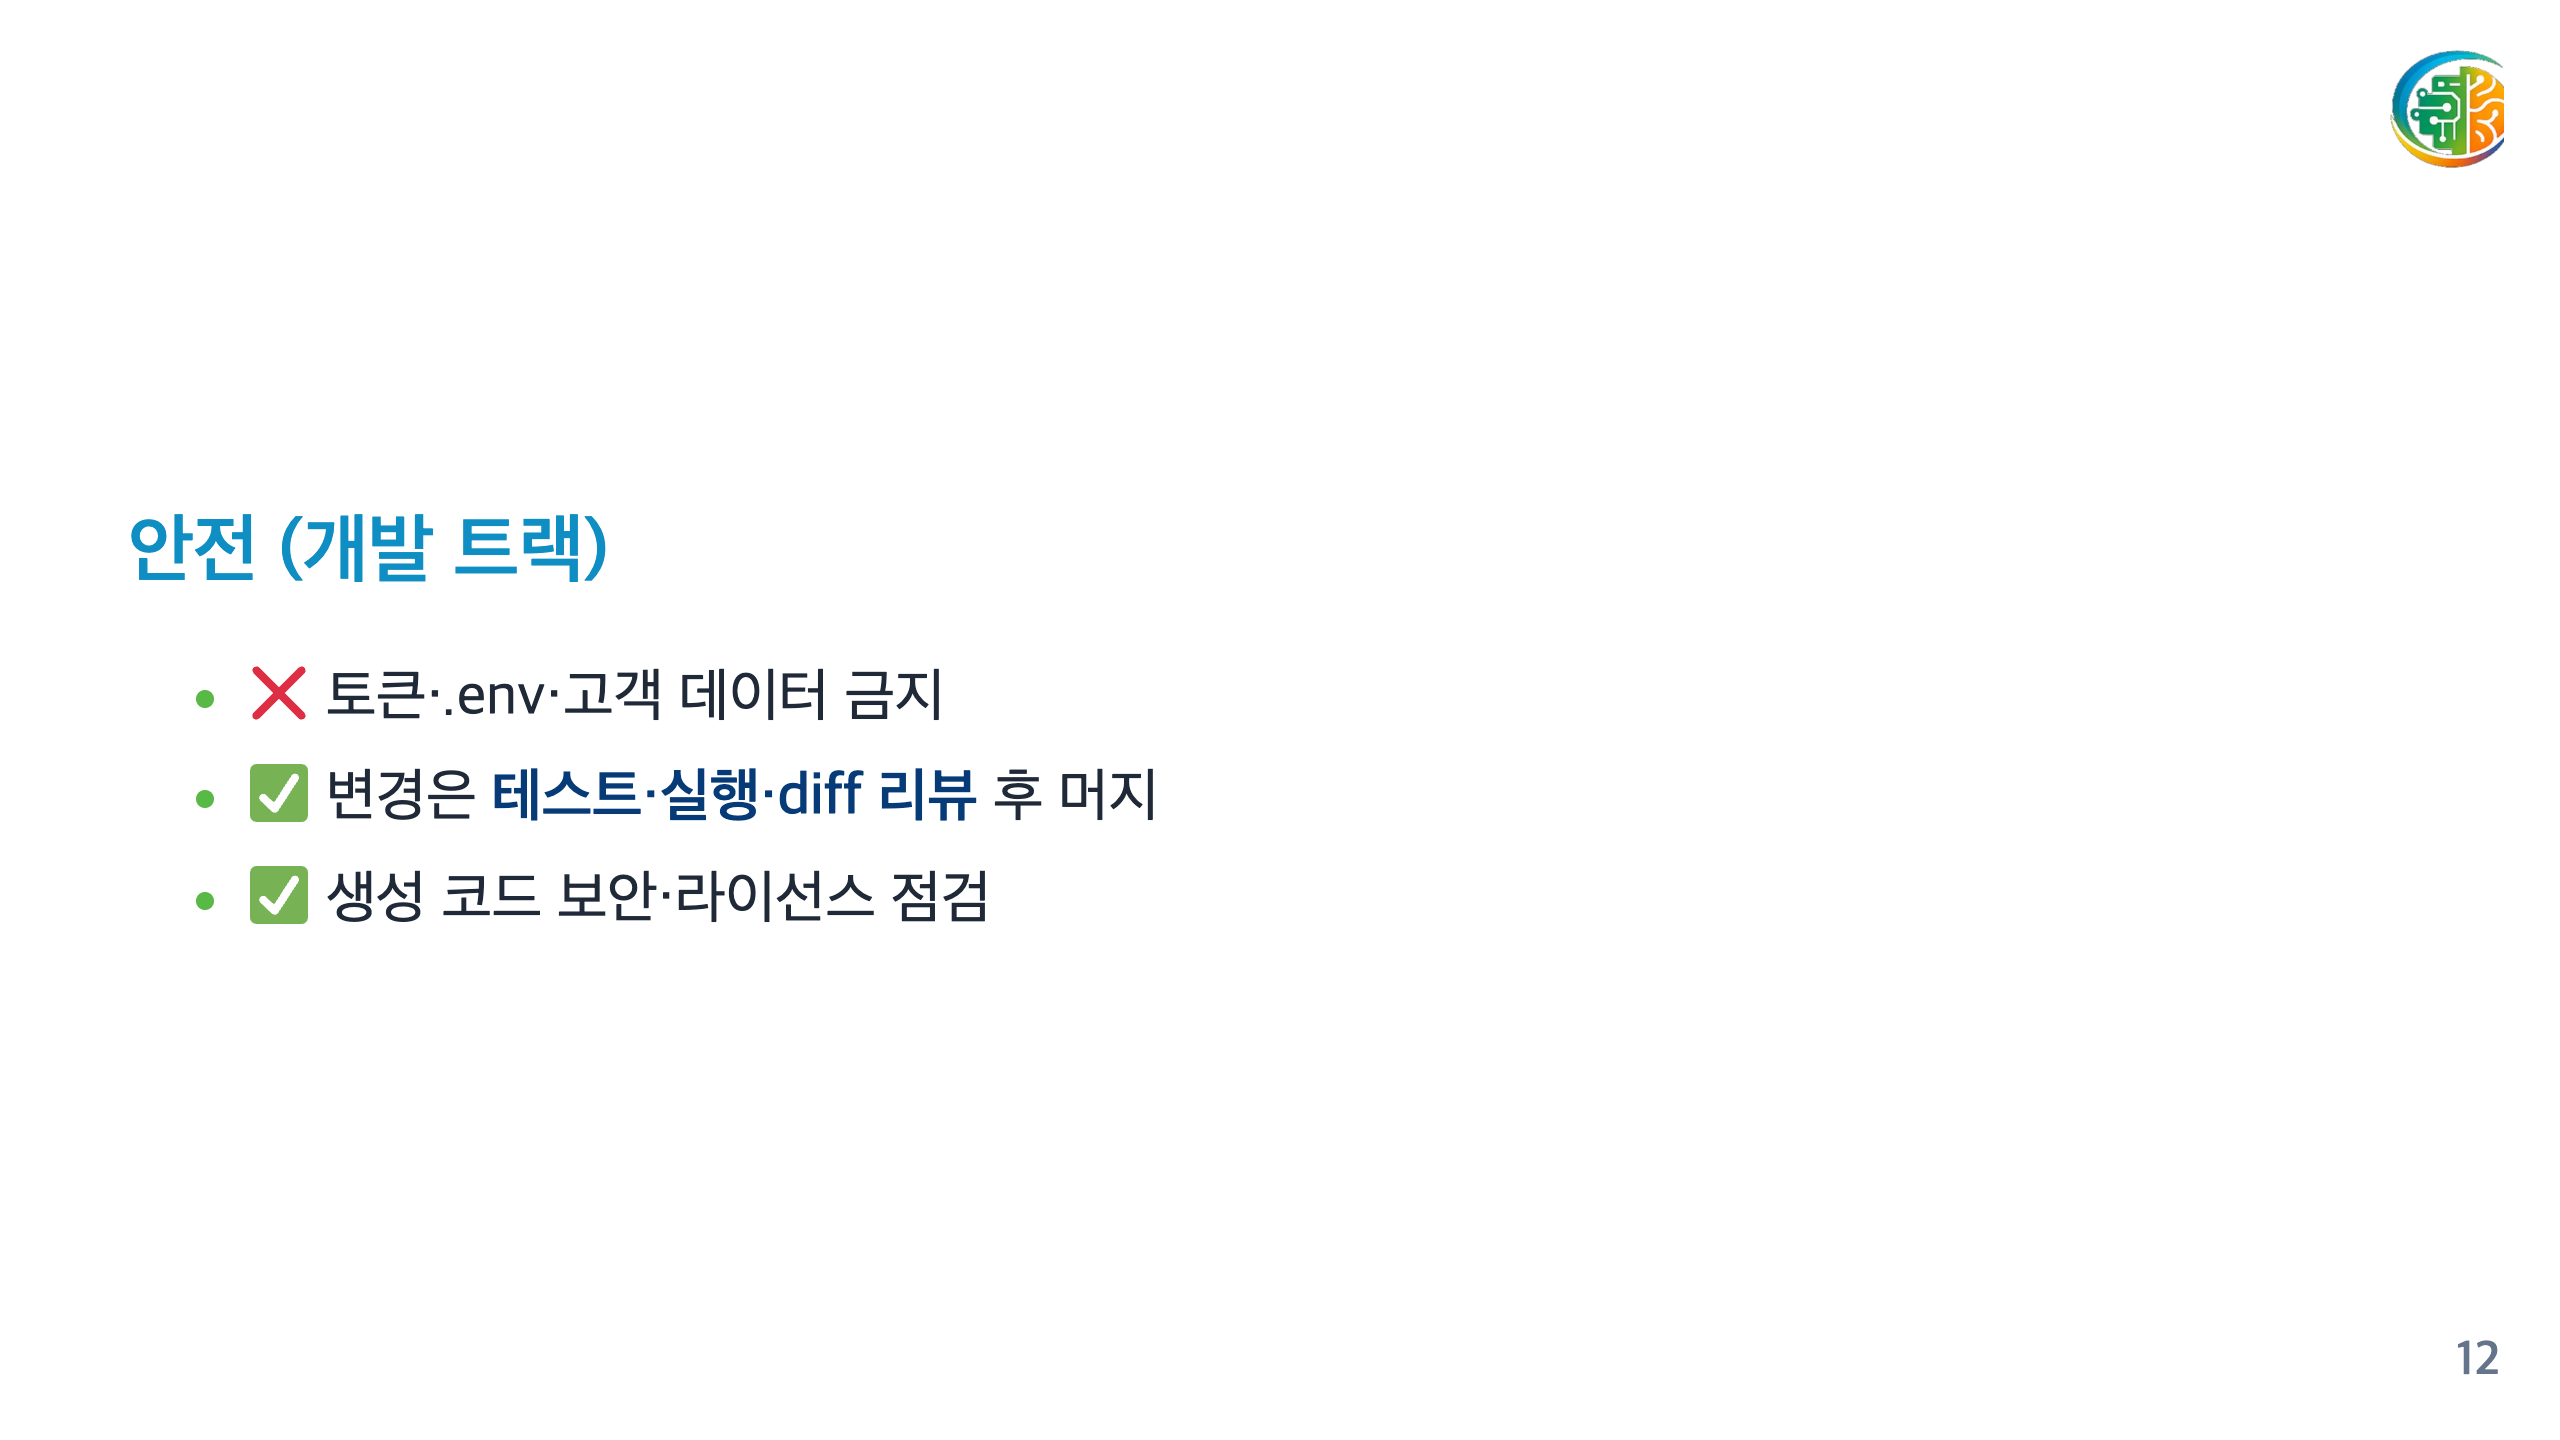 안전 (개발 트랙)
• ❌ 토큰·.env·고객 데이터 금지
• ✅ 변경은 테스트·실행·diff 리뷰 후 머지
• ✅ 생성 코드 보안·라이선스 점검
12